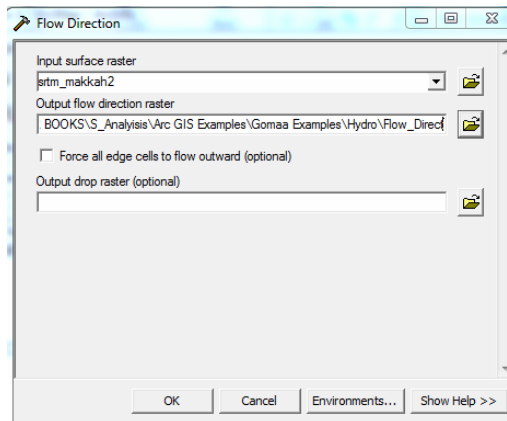 Flow Direction
Input surface raster
srtm_makkah2
Output flow direction raster
BOOKS\S_Analyisis\Arc GIS Examples\Gomaa Examples\Hydro\Flow_Direct
Force all edge cells to flow outward (optional)
Output drop raster (optional)
OK Cancel Environments... Show Help >>